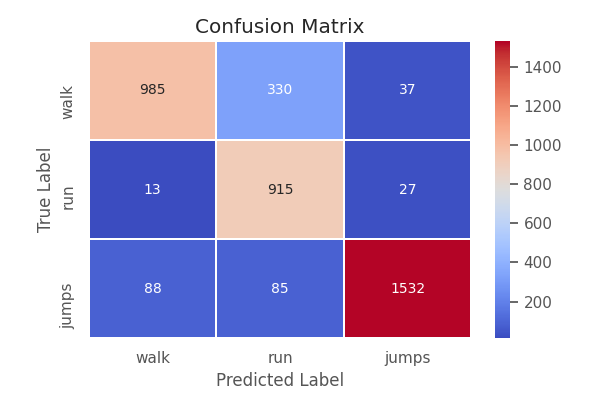 Confusion Matrix
True Label
walk
985 330 37
run
13 915 27
jumps
88 85 1532
walk run jumps
Predicted Label
1400
1200
1000
800
600
400
200